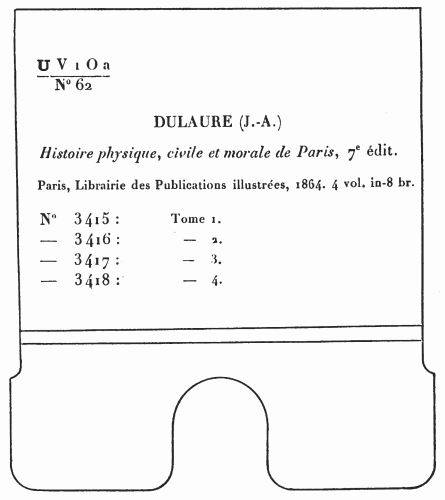 U V 1 O a
N° 62
DULAURE (J.-A.)
Histoire physique, civile et morale de Paris, 7e édit.
Paris, Librairie des Publications illustrées, 1864. 4 vol. in-8 br.
N° 3415 : Tome 1.
— 3416 : — 2.
— 3417 : — 3.
— 3418 : — 4.